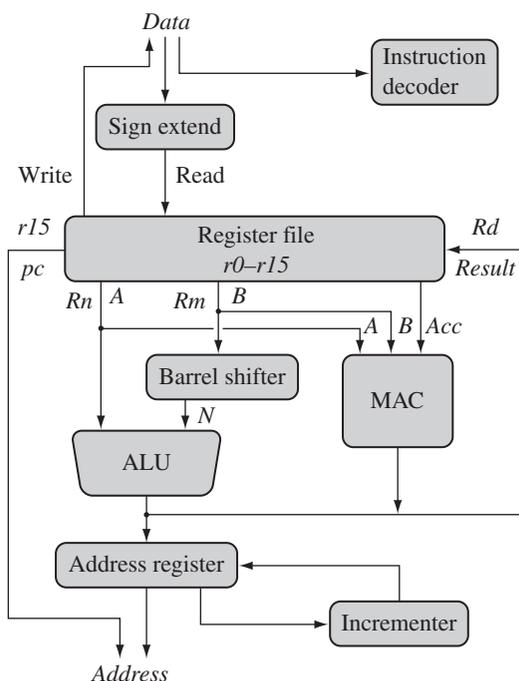 Data
Instruction
decoder
Sign extend
Write
Read
r15
pc
Register file
r0–r15
Rd
Result
Rn
A
Rm
B
A
B
Acc
Barrel shifter
MAC
N
ALU
Address register
Incrementer
Address